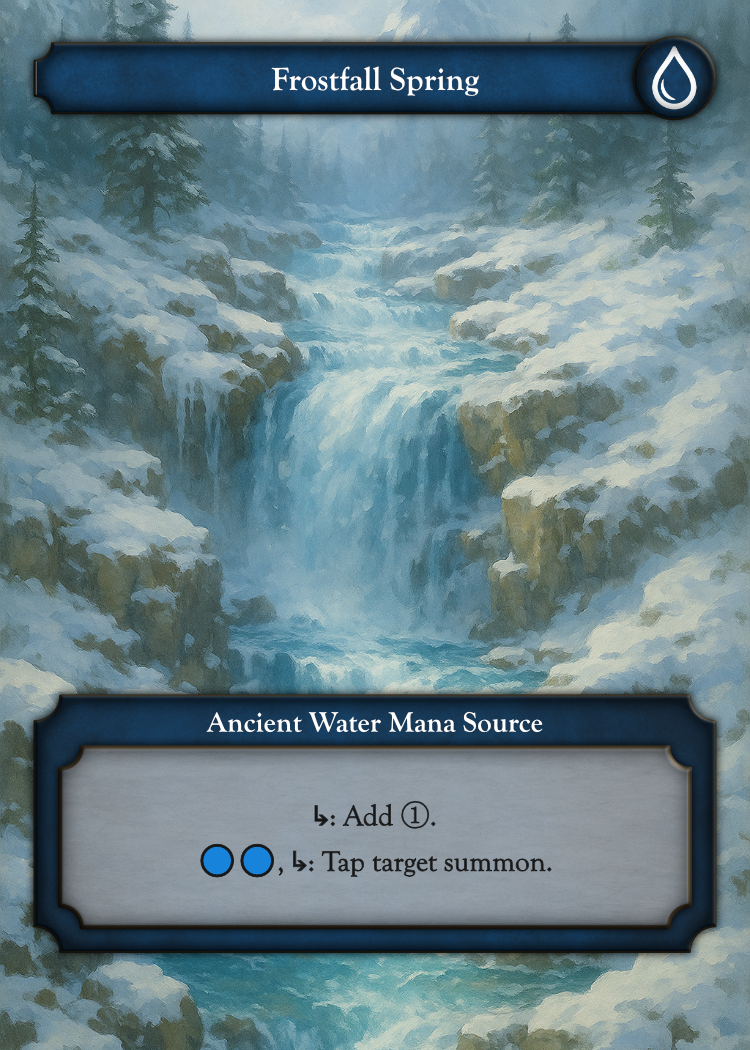 Frostfall Spring
Ancient Water Mana Source
↳: Add ①.
🔵🔵, ↳: Tap target summon.